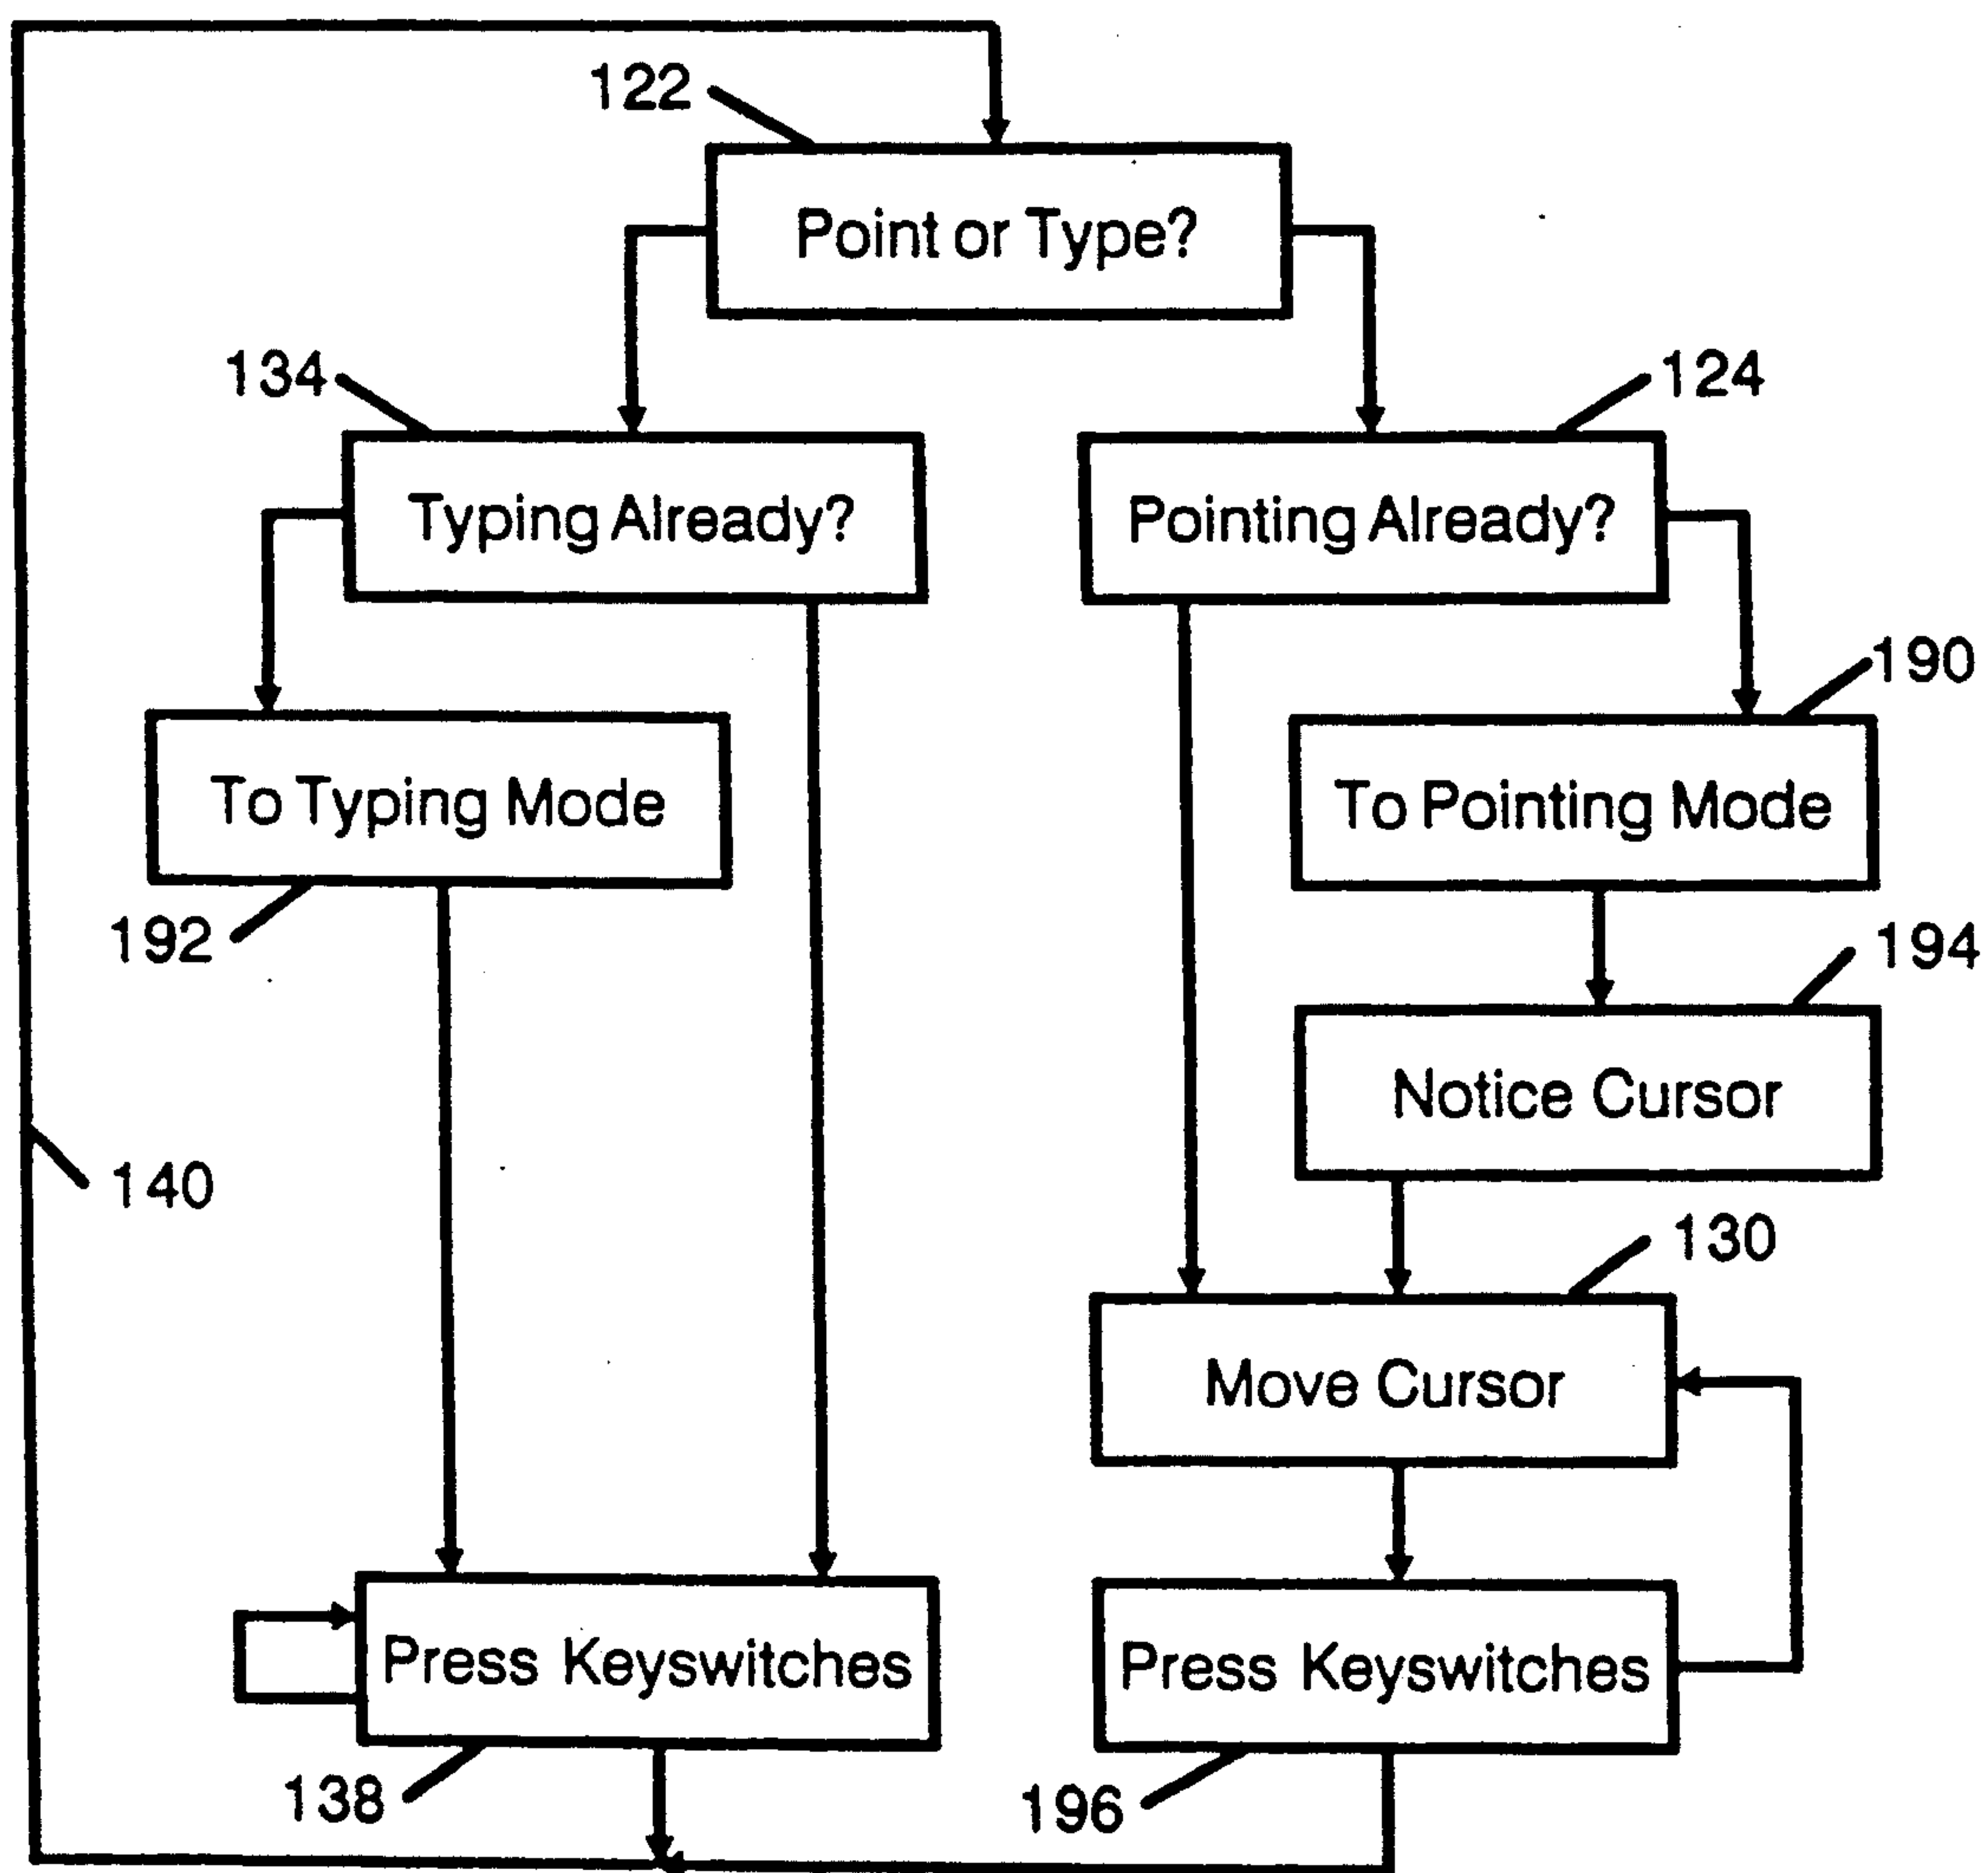 122
Point or Type?
134
124
Typing Already?
Pointing Already?
190
To Typing Mode
To Pointing Mode
192
194
Notice Cursor
140
130
Move Cursor
Press Keyswitches
Press Keyswitches
138
196